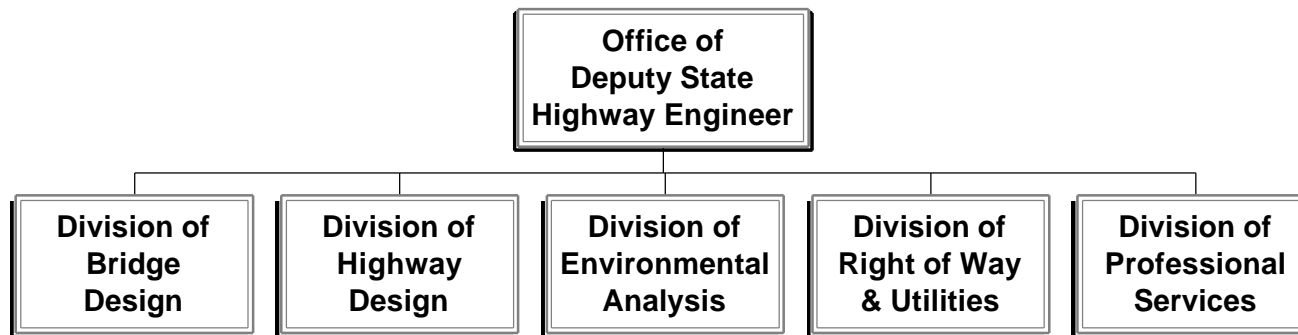 Office of
Deputy State
Highway Engineer
Division of
Bridge
Design
Division of
Highway
Design
Division of
Environmental
Analysis
Division of
Right of Way
& Utilities
Division of
Professional
Services